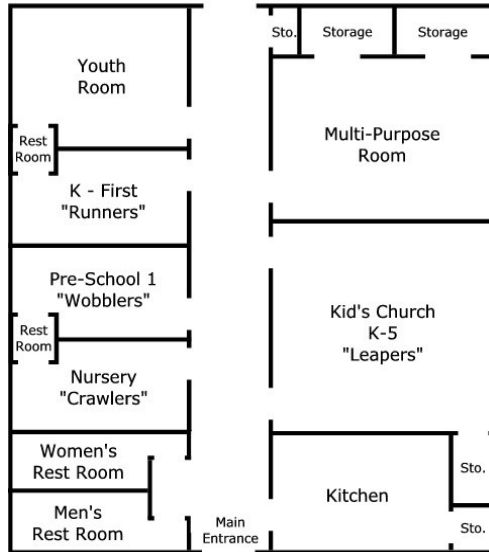 Sto.
Storage
Storage
Youth
Room
Multi-Purpose
Room
Rest
Room
K - First
"Runners"
Pre-School 1
"Wobblers"
Kid's Church
K-5
"Leapers"
Rest
Room
Nursery
"Crawlers"
Women's
Rest Room
Sto.
Kitchen
Men's
Rest Room
Main
Entrance
Sto.